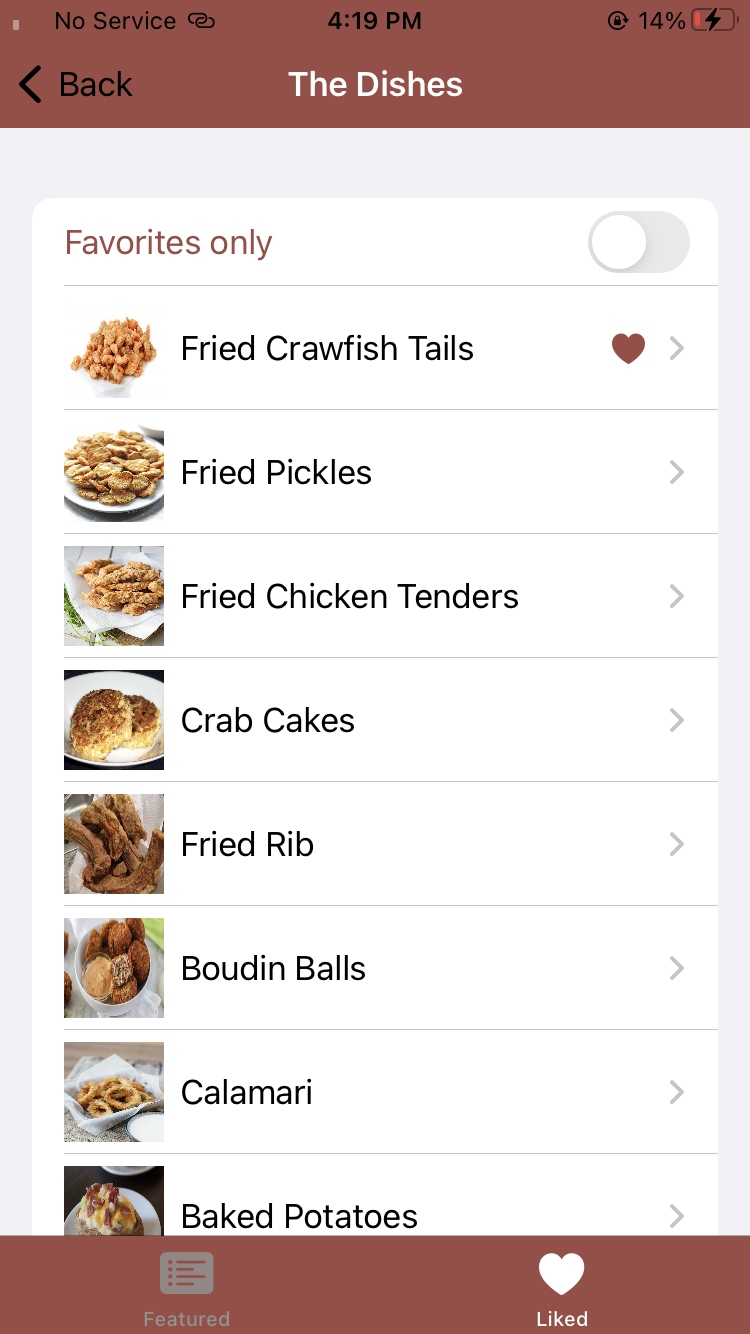 No Service 4:19 PM 14%
Back The Dishes
Favorites only
Fried Crawfish Tails
Fried Pickles
Fried Chicken Tenders
Crab Cakes
Fried Rib
Boudin Balls
Calamari
Baked Potatoes
Featured Liked